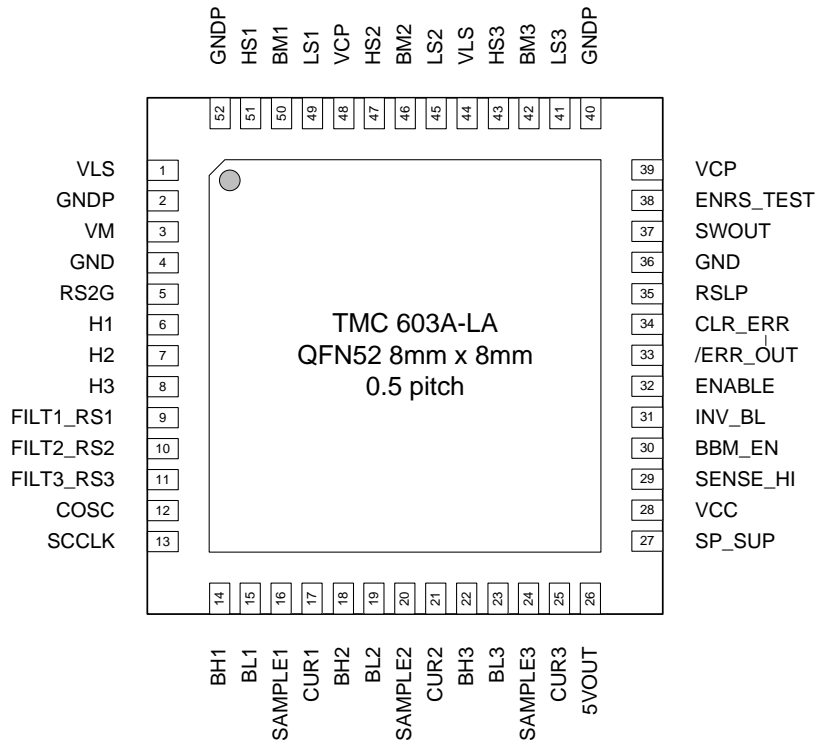 GNDP HS1 BM1 LS1 VCP HS2 BM2 LS2 VLS HS3 BM3 LS3 GNDP
52 51 50 49 48 47 46 45 44 43 42 41 40
VLS 1 39 VCP
GNDP 2 38 ENRS_TEST
VM 3 37 SWOUT
GND 4 36 GND
RS2G 5 35 RSLP
H1 6 TMC 603A-LA 34 CLR_ERR
H2 7 QFN52 8mm x 8mm 33 /ERR_OUT
H3 8 0.5 pitch 32 ENABLE
FILT1_RS1 9 31 INV_BL
FILT2_RS2 10 30 BBM_EN
FILT3_RS3 11 29 SENSE_HI
COSC 12 28 VCC
SCCLK 13 27 SP_SUP
14 15 16 17 18 19 20 21 22 23 24 25 26
BH1 BL1 SAMPLE1 CUR1 BH2 BL2 SAMPLE2 CUR2 BH3 BL3 SAMPLE3 CUR3 5VOUT